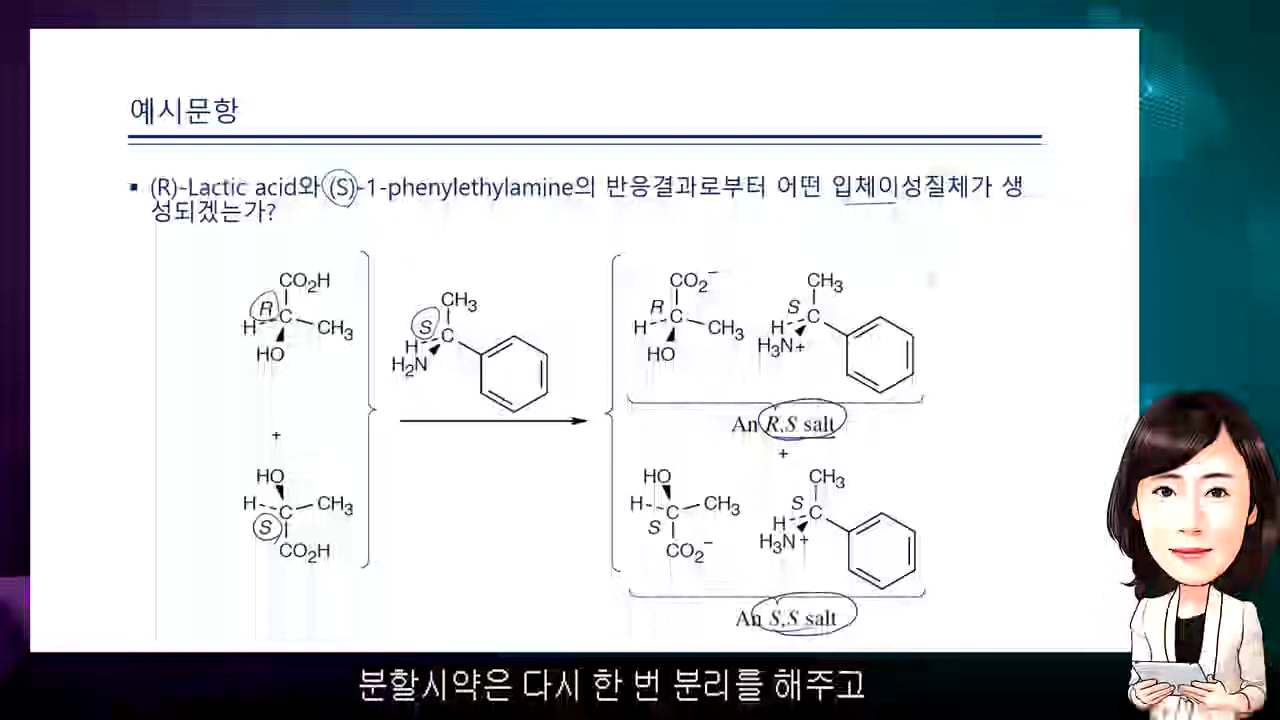 예시문항
▪ (R)-Lactic acid와 (S)-1-phenylethylamine의 반응결과로부터 어떤 입체이성질체가 생
성되겠는가?
CO₂H
R
C
H
CH₃
HO
+
HO
H
C
CH₃
S
CO₂H
CH₃
S
C
H
H₂N
CO₂⁻
R
C
H
CH₃
HO
CH₃
S
C
H
H₃N+
An R,S salt
+
HO
H
C
CH₃
S
CO₂⁻
CH₃
S
C
H
H₃N+
An S,S salt
분할시약은 다시 한 번 분리를 해주고